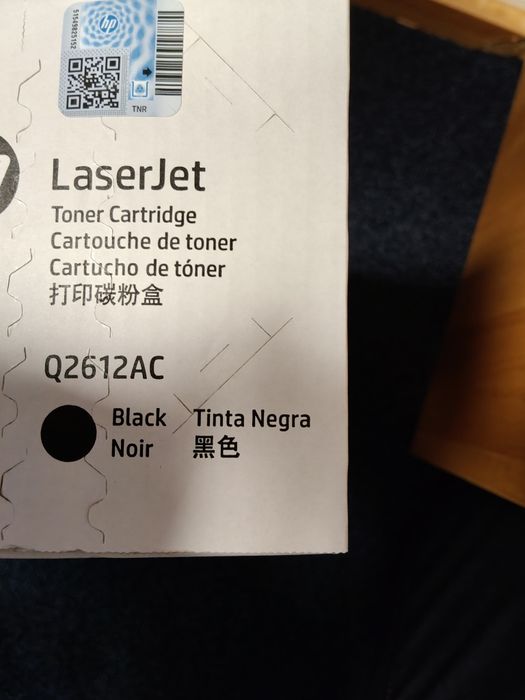 hp
51549825152
TNR
LaserJet
Toner Cartridge
Cartouche de toner
Cartucho de tóner
打印碳粉盒
Q2612AC
Black Tinta Negra
Noir 黑色